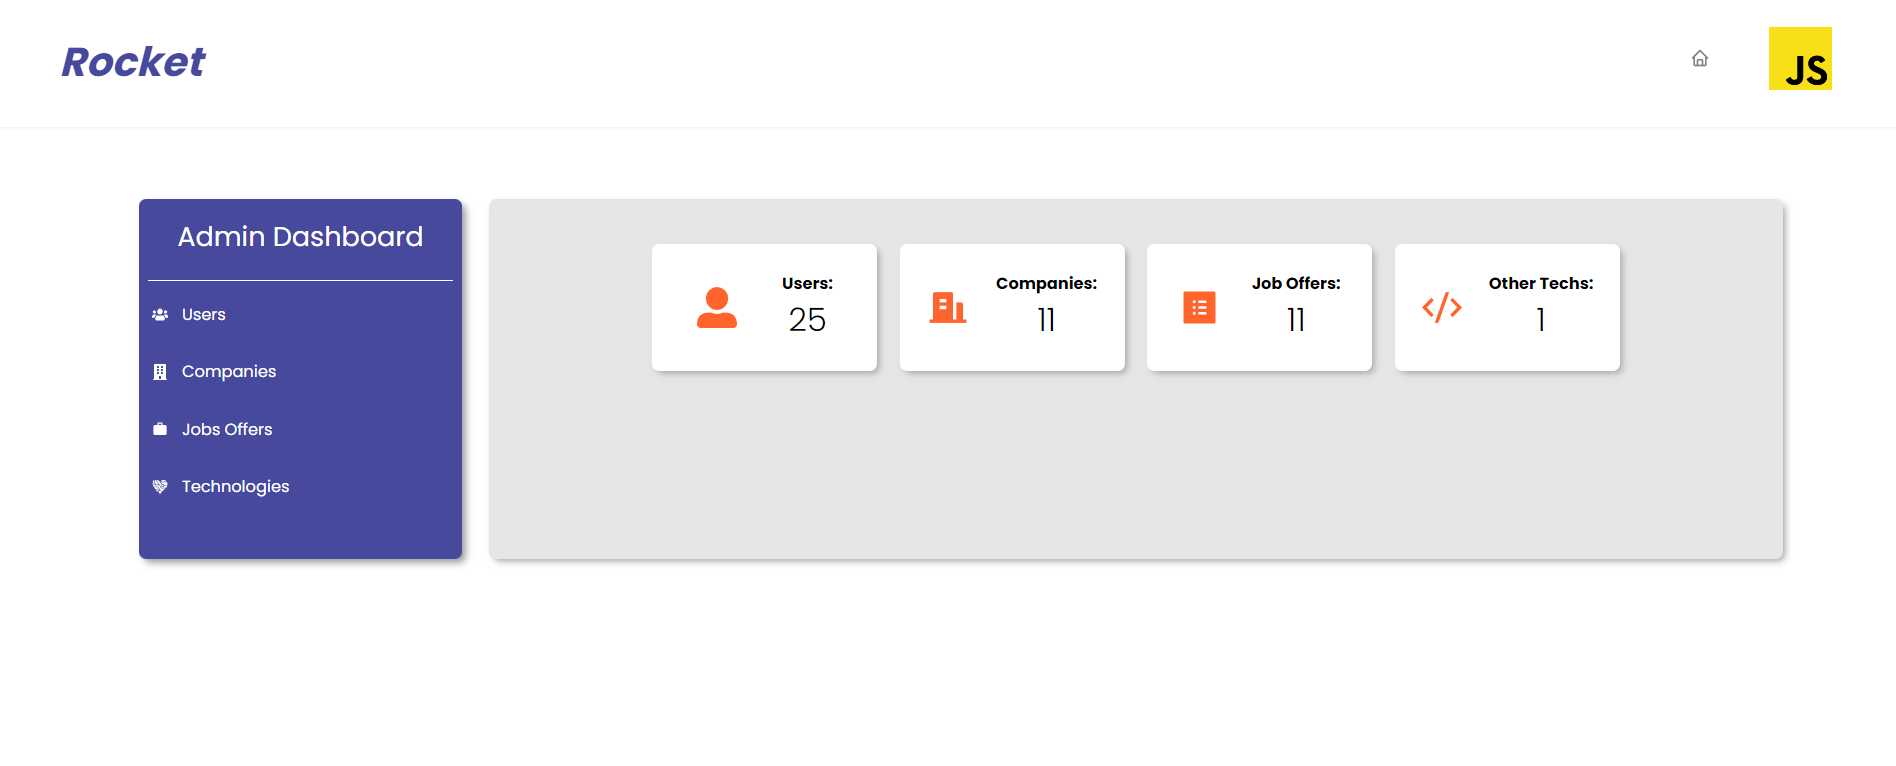 Rocket
JS
Admin Dashboard
Users
Companies
Jobs Offers
Technologies
Users:
25
Companies:
11
Job Offers:
11
Other Techs:
1